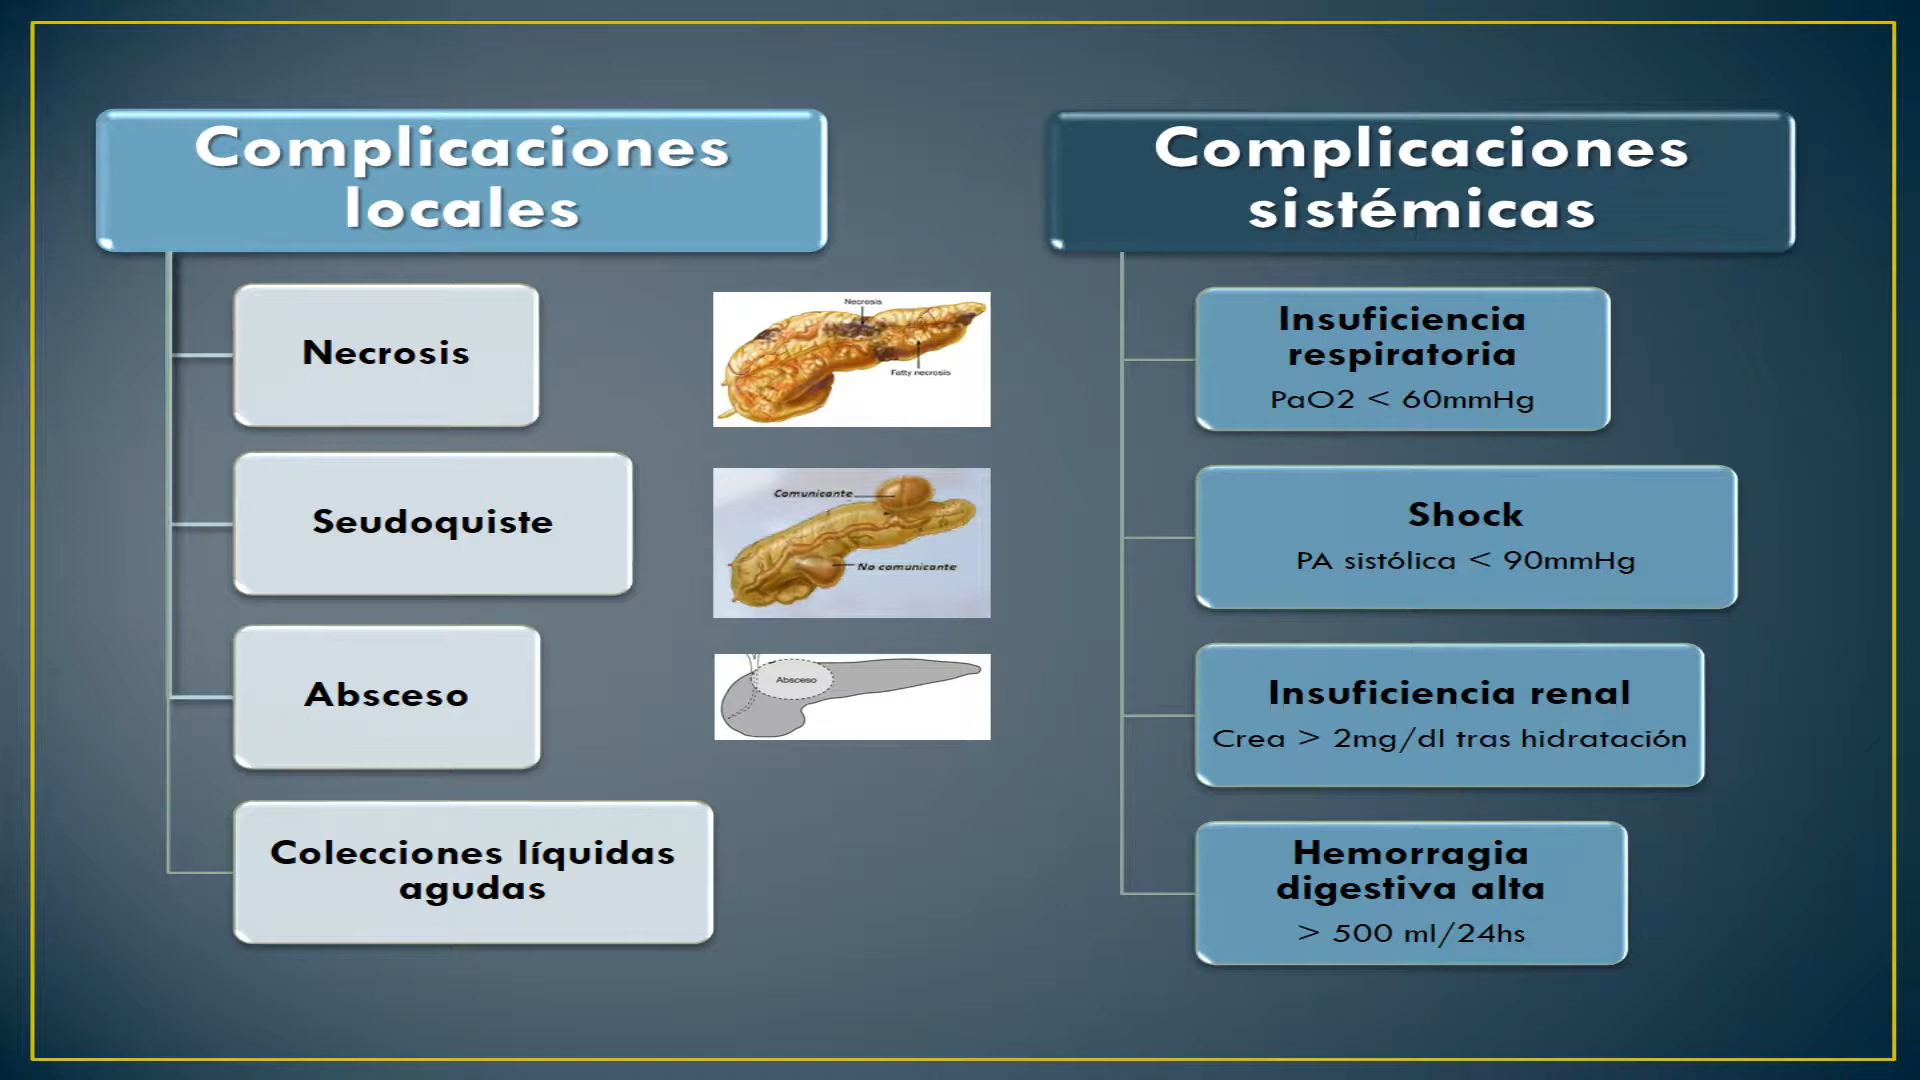 Complicaciones
locales
Necrosis
Seudoquiste
Absceso
Colecciones líquidas
agudas
Necrosis
Fatty necrosis
Comunicante
No comunicante
Absceso
Complicaciones
sistémicas
Insuficiencia
respiratoria
PaO2 < 60mmHg
Shock
PA sistólica < 90mmHg
Insuficiencia renal
Crea > 2mg/dl tras hidratación
Hemorragia
digestiva alta
> 500 ml/24hs